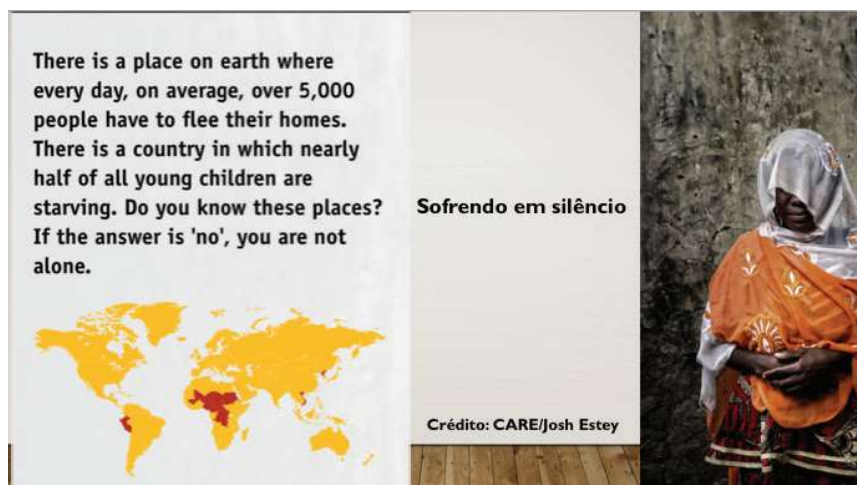 There is a place on earth where
every day, on average, over 5,000
people have to flee their homes.
There is a country in which nearly
half of all young children are
starving. Do you know these places?
If the answer is 'no', you are not
alone.
Sofrendo em silêncio
Crédito: CARE/Josh Estey